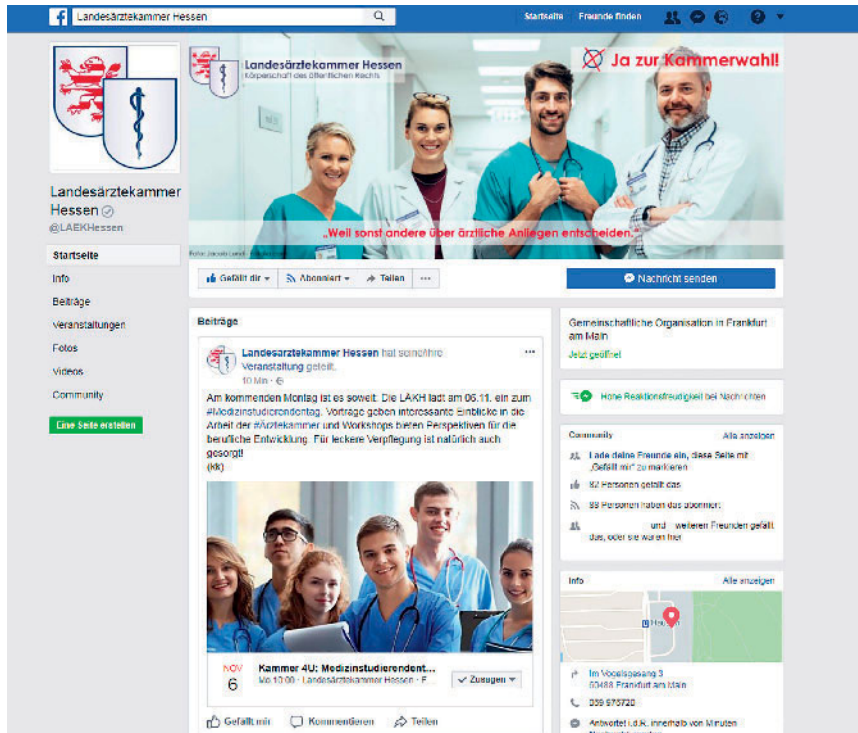 Landesärztekammer Hessen
Startseite Freunde finden
Landesärztekammer Hessen
Körperschaft des öffentlichen Rechts
Ja zur Kammerwahl!
„Weil sonst andere über ärztliche Anliegen entscheiden.“
Landesärztekammer
Hessen
@LAEKHessen
Startseite
Info
Beiträge
Veranstaltungen
Fotos
Videos
Community
Eine Seite erstellen
Gefällt dir
Abonniert
Teilen
Nachricht senden
Beiträge
Landesärztekammer Hessen hat seine/ihre
Veranstaltung geteilt.
10 Min
Am kommenden Montag ist es soweit: Die LÄKH lädt am 06.11. ein zum
#Medizinstudierendentag. Vorträge geben interessante Einblicke in die
Arbeit der #Ärztekammer und Workshops bieten Perspektiven für die
berufliche Entwicklung. Für leckere Verpflegung ist natürlich auch
gesorgt!
(kk)
NOV
6
Kammer 4U: Medizinstudierendent...
Mo 10:00 · Landesärztekammer Hessen · F...
Zusagen
Gefällt mir
Kommentieren
Teilen
Gemeinschaftliche Organisation in Frankfurt
am Main
Jetzt geöffnet
Hohe Reaktionsfreudigkeit bei Nachrichten
Community
Alle anzeigen
Lade deine Freunde ein, diese Seite mit
„Gefällt mir“ zu markieren
82 Personen gefällt das
88 Personen haben das abonniert
und weiteren Freunden gefällt
das, oder sie waren hier
Info
Alle anzeigen
Im Vogelsgesang 3
60488 Frankfurt am Main
Antwortet i.d.R. innerhalb von Minuten